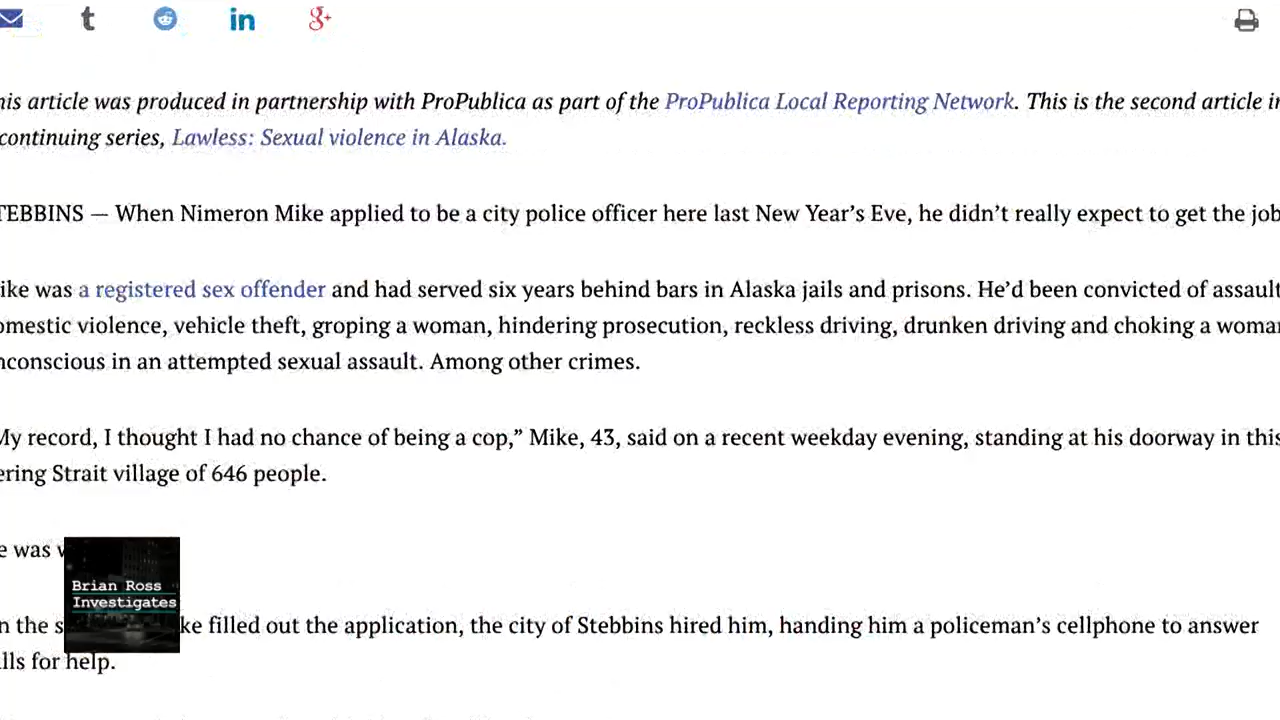 his article was produced in partnership with ProPublica as part of the ProPublica Local Reporting Network. This is the second article in
continuing series, Lawless: Sexual violence in Alaska.
TEBBINS — When Nimeron Mike applied to be a city police officer here last New Year’s Eve, he didn’t really expect to get the job
ike was a registered sex offender and had served six years behind bars in Alaska jails and prisons. He’d been convicted of assault
omestic violence, vehicle theft, groping a woman, hindering prosecution, reckless driving, drunken driving and choking a woman
nconscious in an attempted sexual assault. Among other crimes.
My record, I thought I had no chance of being a cop,” Mike, 43, said on a recent weekday evening, standing at his doorway in this
ering Strait village of 646 people.
e was
Brian Ross
Investigates
n the s ke filled out the application, the city of Stebbins hired him, handing him a policeman’s cellphone to answer
lls for help.